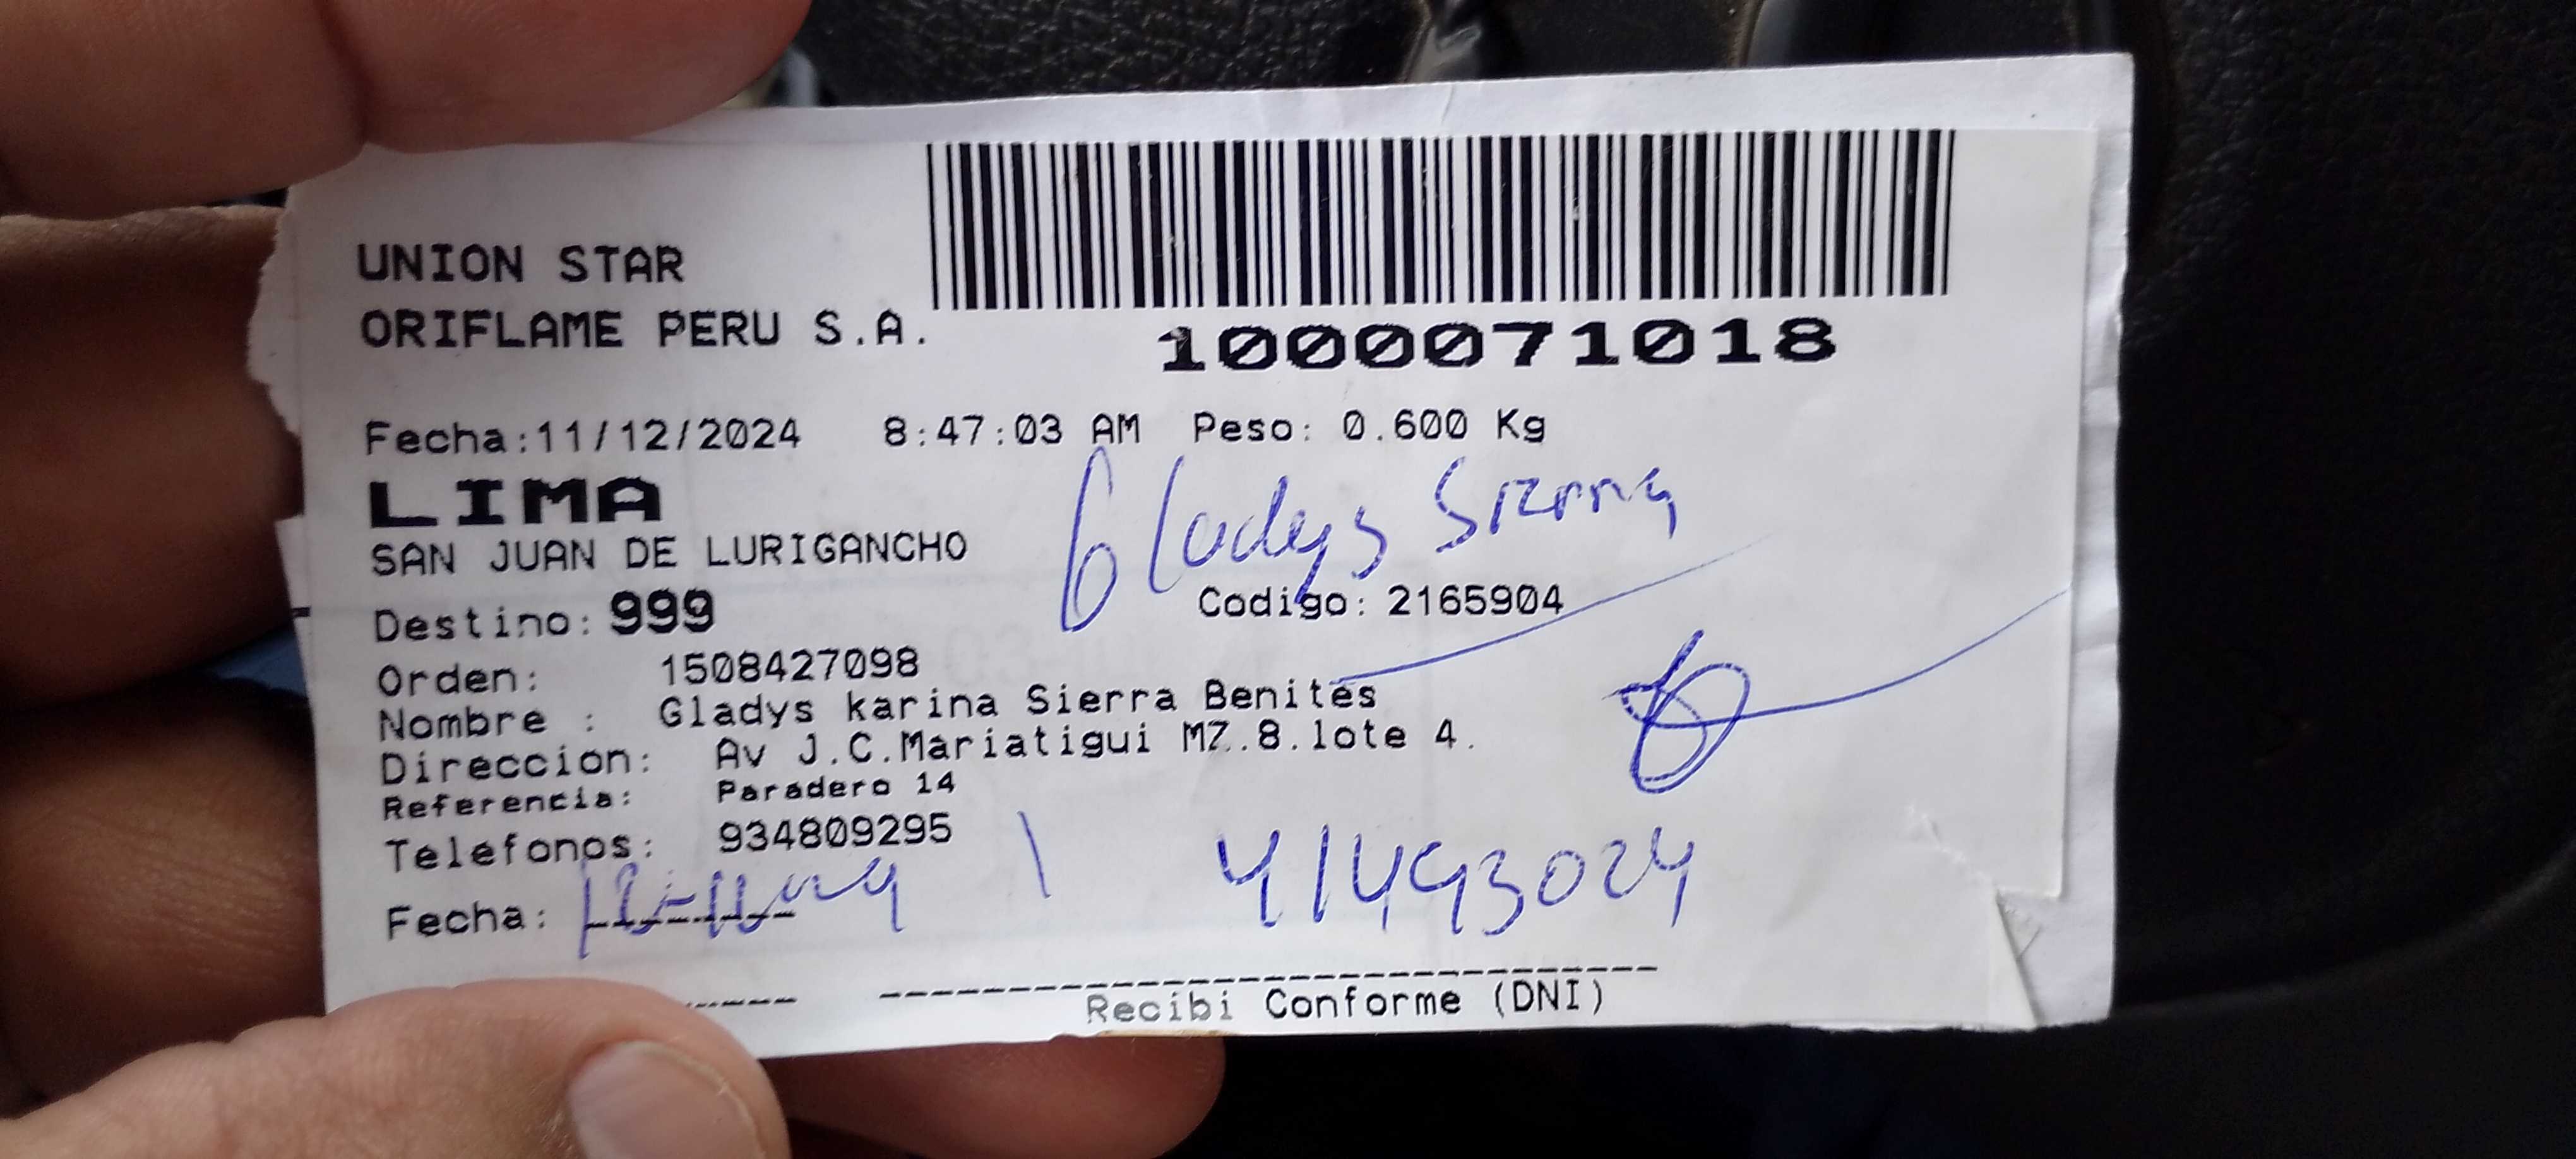 UNION STAR
ORIFLAME PERU S.A.
1000071018
Fecha:11/12/2024 8:47:03 AM Peso: 0.600 Kg
LIMA
Gladys Sierra
SAN JUAN DE LURIGANCHO
Destino: 999 Codigo: 2165904
Orden: 1508427098
Nombre : Gladys karina Sierra Benites
Direccion: Av J.C.Mariatigui MZ.8.lote 4.
Referencia: Paradero 14
Telefonos: 934809295
Fecha: 41493024
Recibi Conforme (DNI)